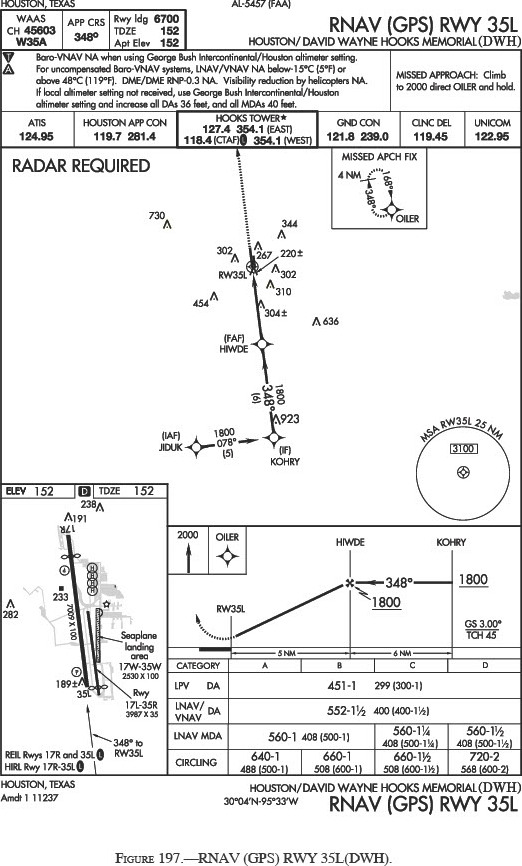 HOUSTON, TEXAS
AL-5457 (FAA)
WAAS
CH 45603
W35A
APP CRS
348°
Rwy ldg 6700
TDZE 152
Apt Elev 152
RNAV (GPS) RWY 35L
HOUSTON/ DAVID WAYNE HOOKS MEMORIAL (DWH)
T
A
Baro-VNAV NA when using George Bush Intercontinental/Houston altimeter setting.
For uncompensated Baro-VNAV systems, LNAV/VNAV NA below-15°C (5°F) or
above 48°C (119°F). DME/DME RNP-0.3 NA. Visibility reduction by helicopters NA.
If local altimeter setting not received, use George Bush Intercontinental/Houston
altimeter setting and increase all DAs 36 feet, and all MDAs 40 feet.
MISSED APPROACH: Climb
to 2000 direct OILER and hold.
ATIS
124.95
HOUSTON APP CON
119.7 281.4
HOOKS TOWER★
127.4 354.1 (EAST)
118.4 (CTAF) L 354.1 (WEST)
GND CON
121.8 239.0
CLNC DEL
119.45
UNICOM
122.95
RADAR REQUIRED
MISSED APCH FIX
4 NM
168°
348°
OILER
730
344
302
267
220±
RW35L
302
310
454
304±
636
(FAF)
HIWDE
1800
348°
(6)
923
(IAF)
JIDUK
1800
078°
(5)
(IF)
KOHRY
MSA RW35L 25 NM
3100
ELEV 152
D
TDZE 152
238
191
17R
233
282
7009 X 100
Seaplane
landing
area
17W-35W
2530 X 100
189±
35L
Rwy
17L-35R
3987 X 35
348° to
RW35L
REIL Rwys 17R and 35L L
HIRL Rwy 17R-35L L
2000
OILER
HIWDE
KOHRY
348°
1800
1800
RW35L
GS 3.00°
TCH 45
5 NM
6 NM
CATEGORY A B C D
LPV DA 451-1 299 (300-1)
LNAV/
VNAV DA 552-1½ 400 (400-1½)
LNAV MDA 560-1 408 (500-1) 560-1¼ 408 (500-1¼) 560-1½ 408 (500-1½)
CIRCLING 640-1 488 (500-1) 660-1 508 (600-1) 660-1½ 508 (600-1½) 720-2 568 (600-2)
HOUSTON, TEXAS
Amdt 1 11237
30°04'N-95°33'W
HOUSTON/DAVID WAYNE HOOKS MEMORIAL (DWH)
RNAV (GPS) RWY 35L
FIGURE 197.—RNAV (GPS) RWY 35L(DWH).